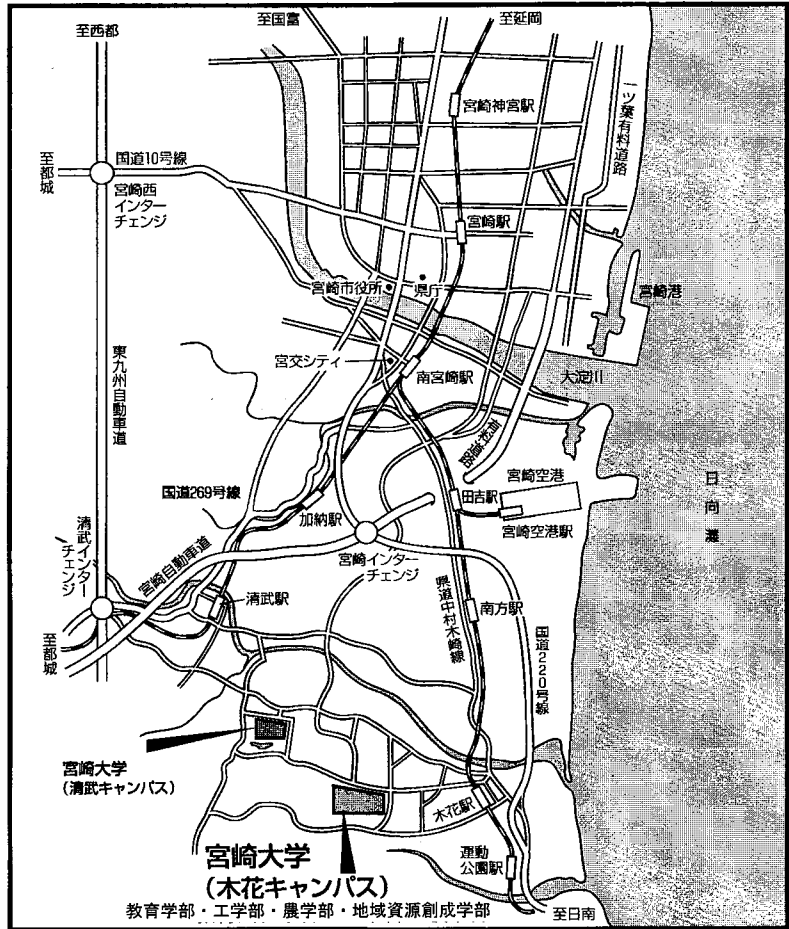 至西都
至国富
至延岡
一ツ葉有料道路
宮崎神宮駅
至都城
国道10号線
宮崎西
インター
チェンジ
宮崎駅
宮崎市役所
県庁
宮崎港
宮交シティ
南宮崎駅
大淀川
東九州自動車道
国道269号線
加納駅
田吉駅
宮崎空港
宮崎空港駅
日向灘
清武インター
チェンジ
宮崎自動車道
宮崎インター
チェンジ
清武駅
県道中村木崎線
南方駅
国道220号線
至都城
宮崎大学
(清武キャンパス)
木花駅
宮崎大学
(木花キャンパス)
運動
公園駅
教育学部・工学部・農学部・地域資源創成学部
至日南